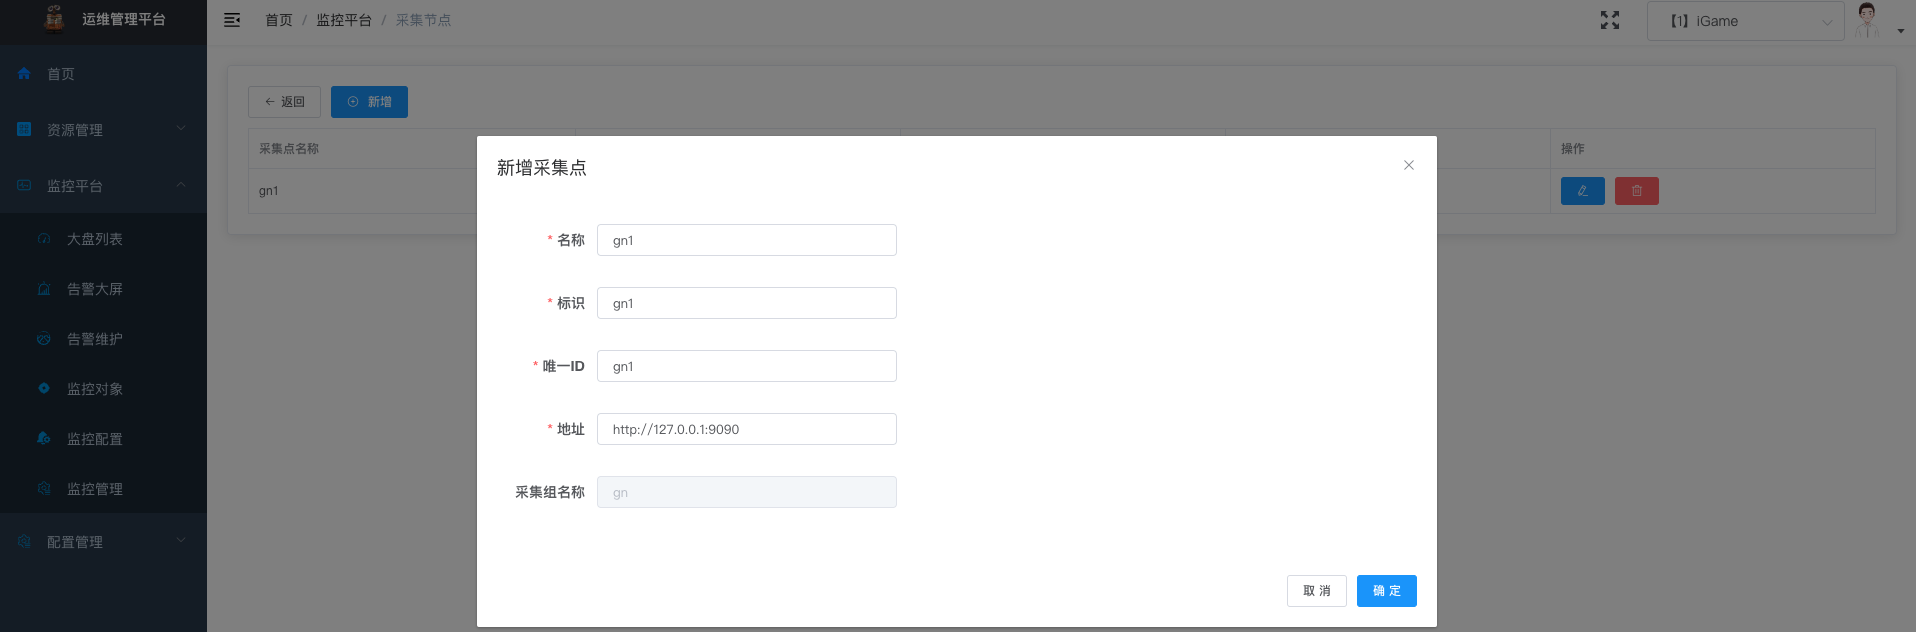 运维管理平台
首页 / 监控平台 / 采集节点
【1】iGame
首页
资源管理
监控平台
大盘列表
告警大屏
告警维护
监控对象
监控配置
监控管理
配置管理
返回
新增
采集点名称
操作
gn1
新增采集点
* 名称 gn1
* 标识 gn1
* 唯一ID gn1
* 地址 http://127.0.0.1:9090
采集组名称 gn
取 消
确 定